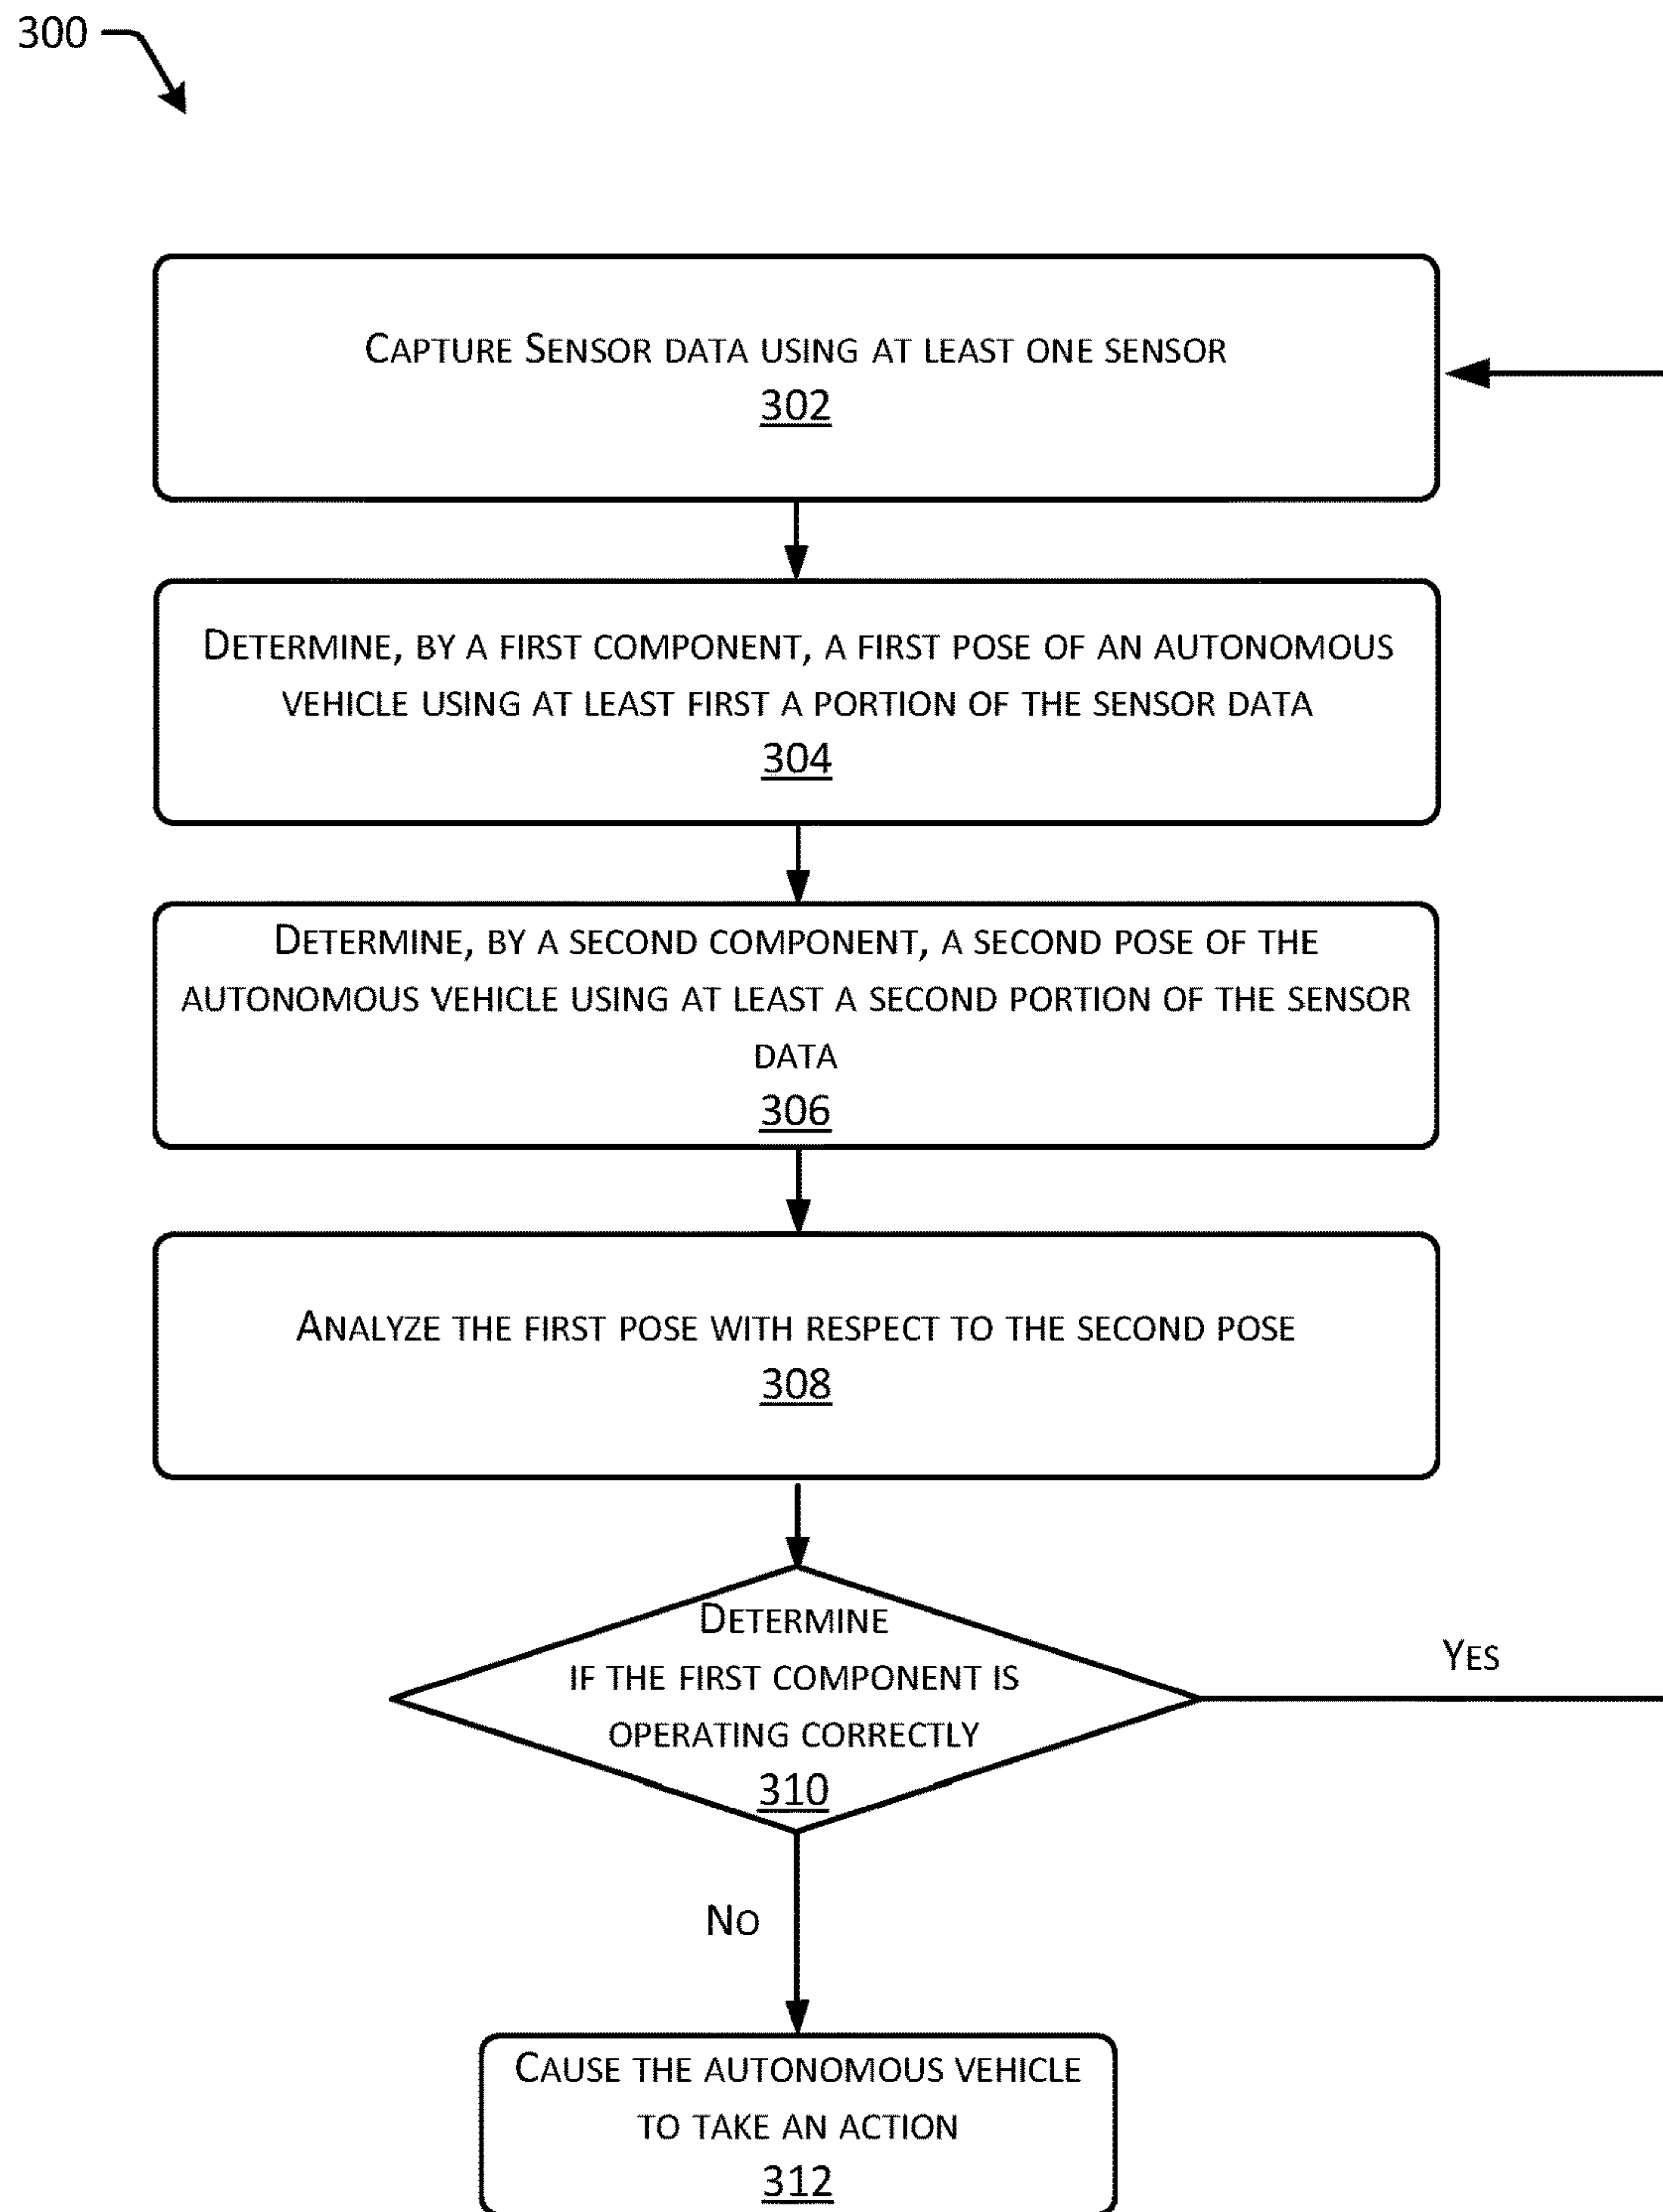 300
Capture Sensor data using at least one sensor
302
Determine, by a first component, a first pose of an autonomous
vehicle using at least first a portion of the sensor data
304
Determine, by a second component, a second pose of the
autonomous vehicle using at least a second portion of the sensor
data
306
Analyze the first pose with respect to the second pose
308
Determine
if the first component is
operating correctly
310
Yes
No
Cause the autonomous vehicle
to take an action
312